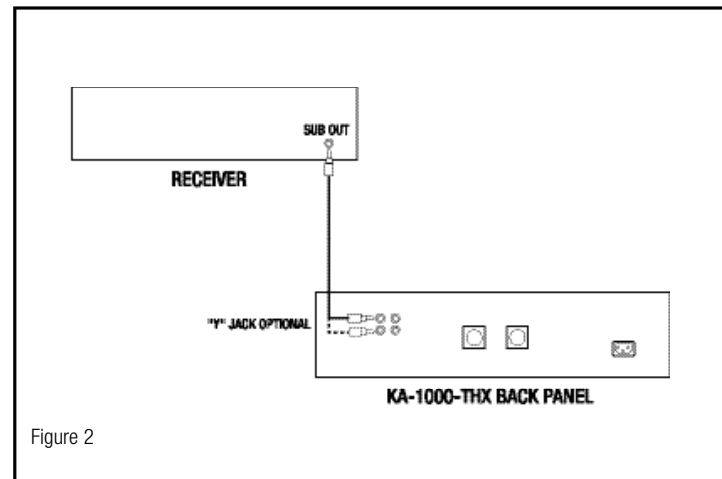 SUB OUT
RECEIVER
"Y" JACK OPTIONAL
KA-1000-THX BACK PANEL
Figure 2